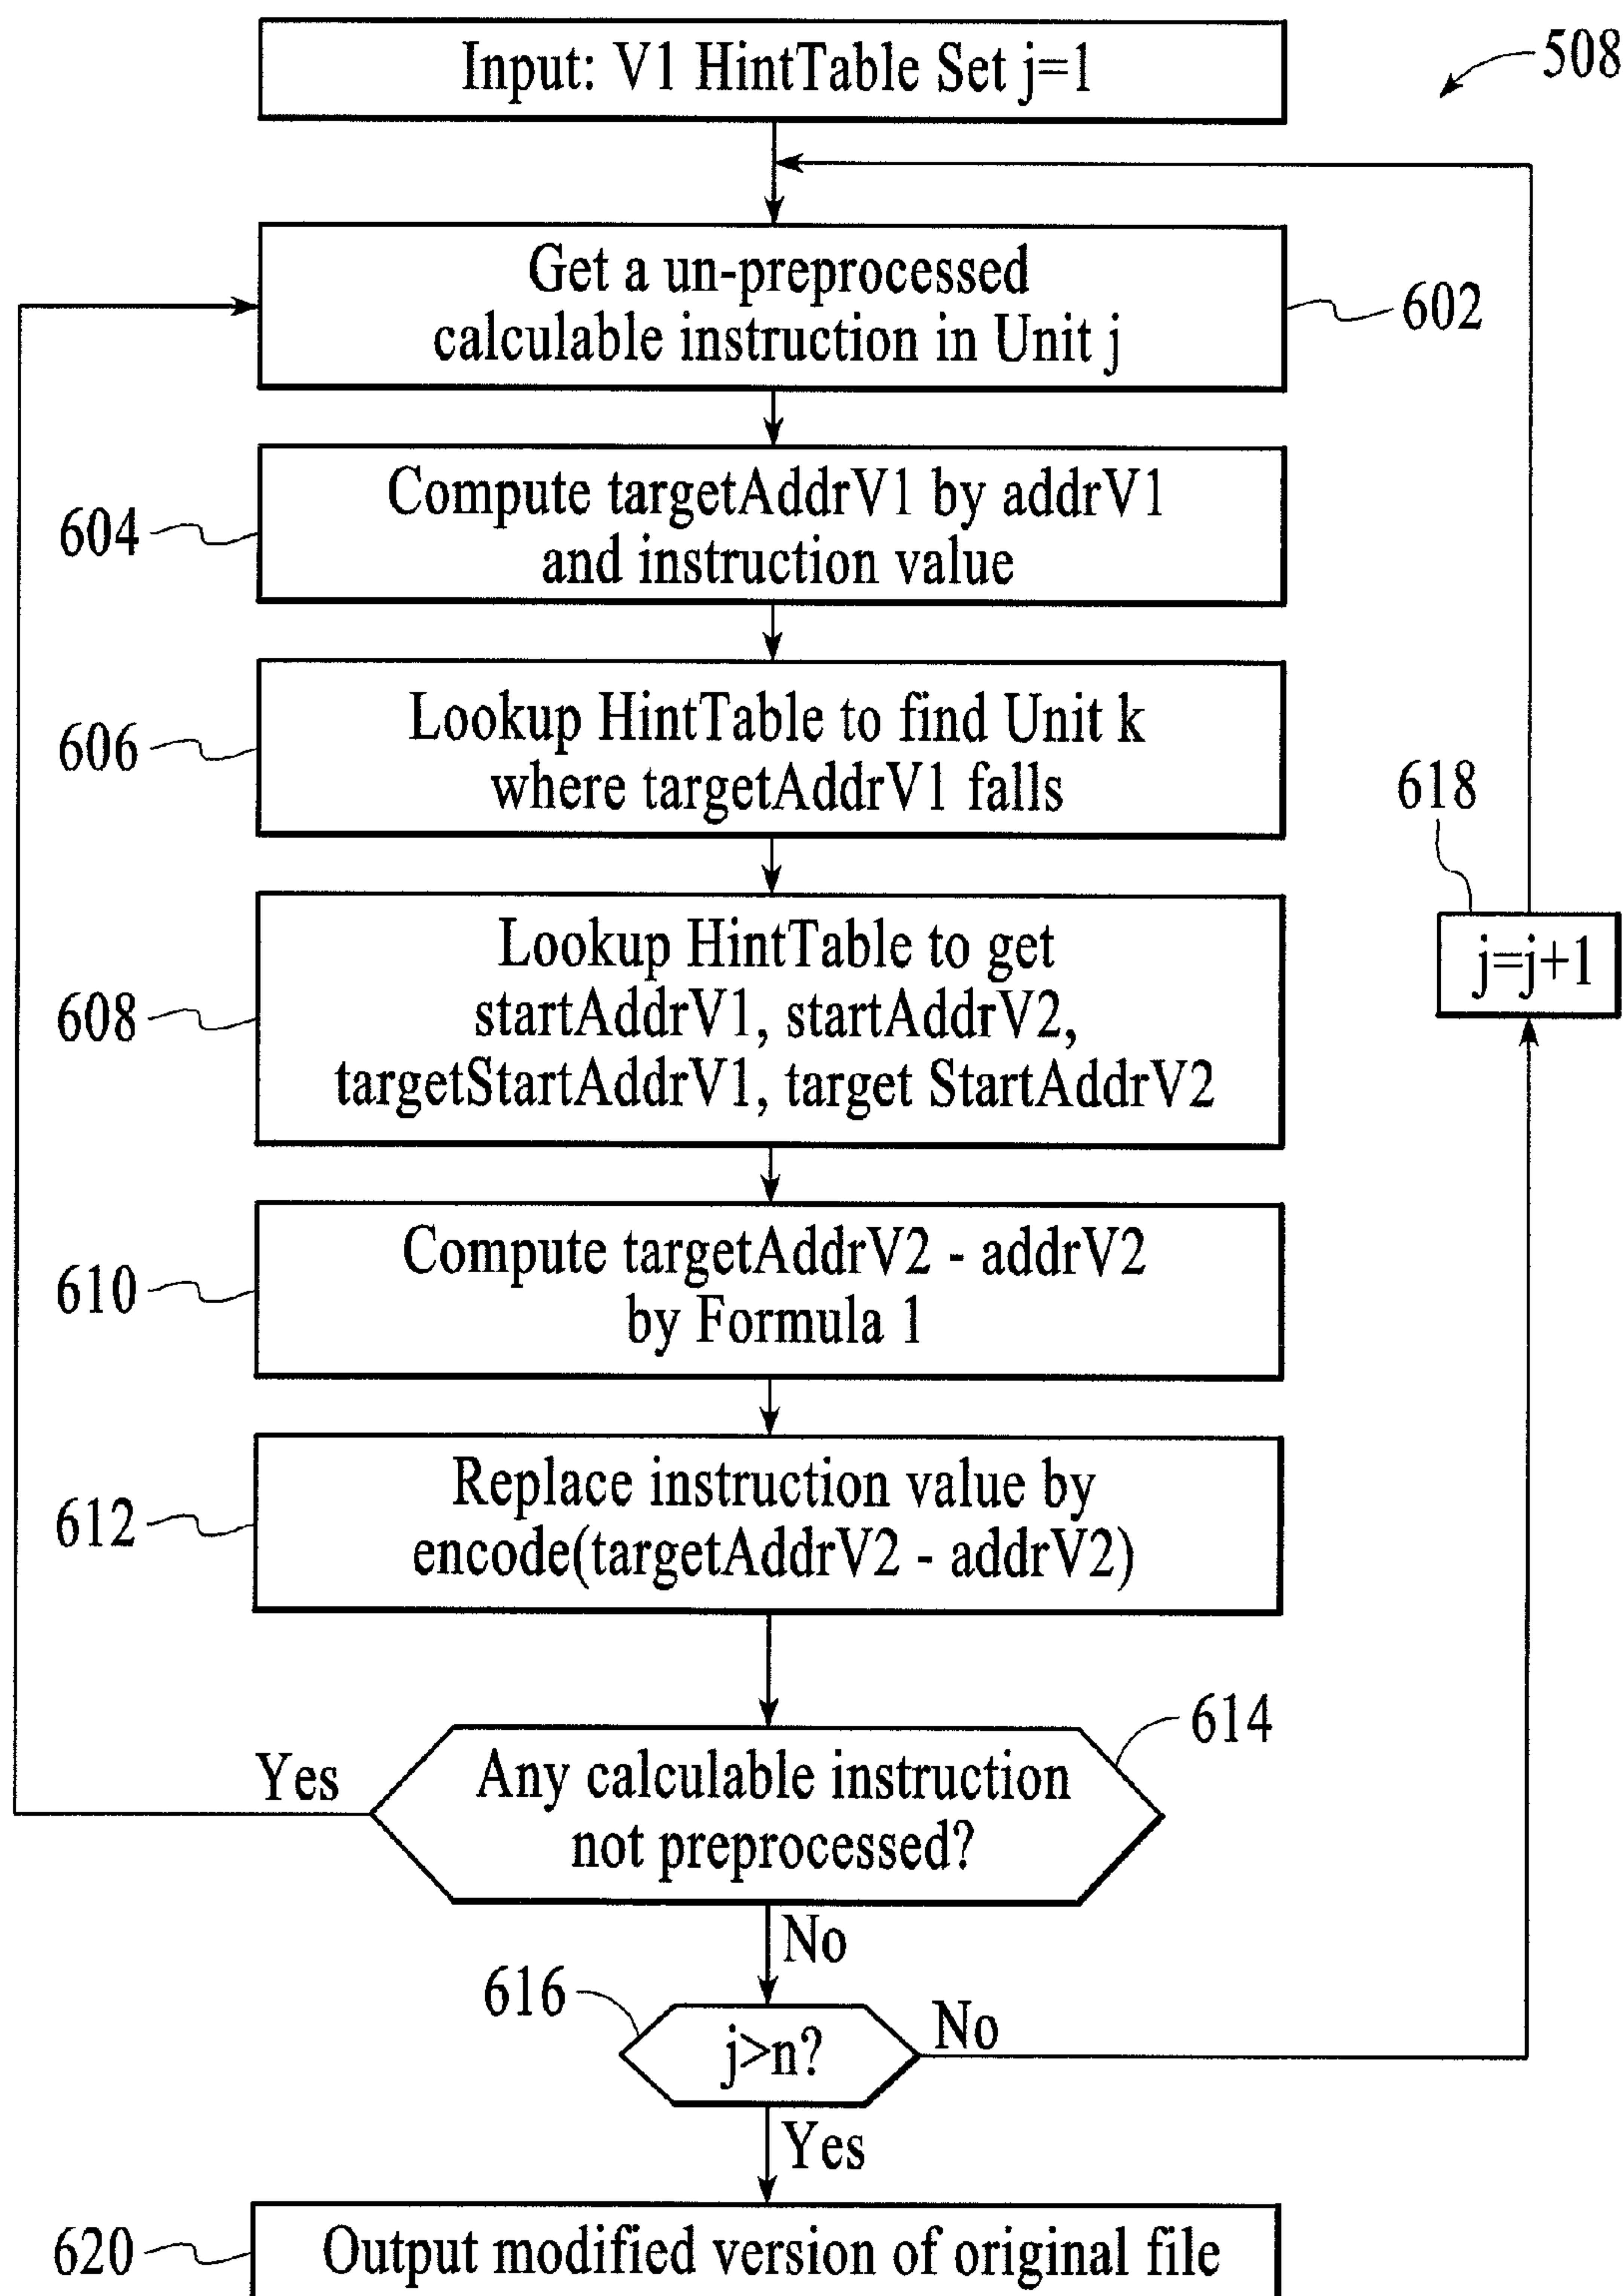 Input: V1 HintTable Set j=1
508
Get a un-preprocessed
calculable instruction in Unit j
602
Compute targetAddrV1 by addrV1
and instruction value
604
Lookup HintTable to find Unit k
where targetAddrV1 falls
606
Lookup HintTable to get
startAddrV1, startAddrV2,
targetStartAddrV1, target StartAddrV2
608
618
j=j+1
Compute targetAddrV2 - addrV2
by Formula 1
610
Replace instruction value by
encode(targetAddrV2 - addrV2)
612
614
Any calculable instruction
not preprocessed?
Yes
No
616
j>n?
No
Yes
620
Output modified version of original file